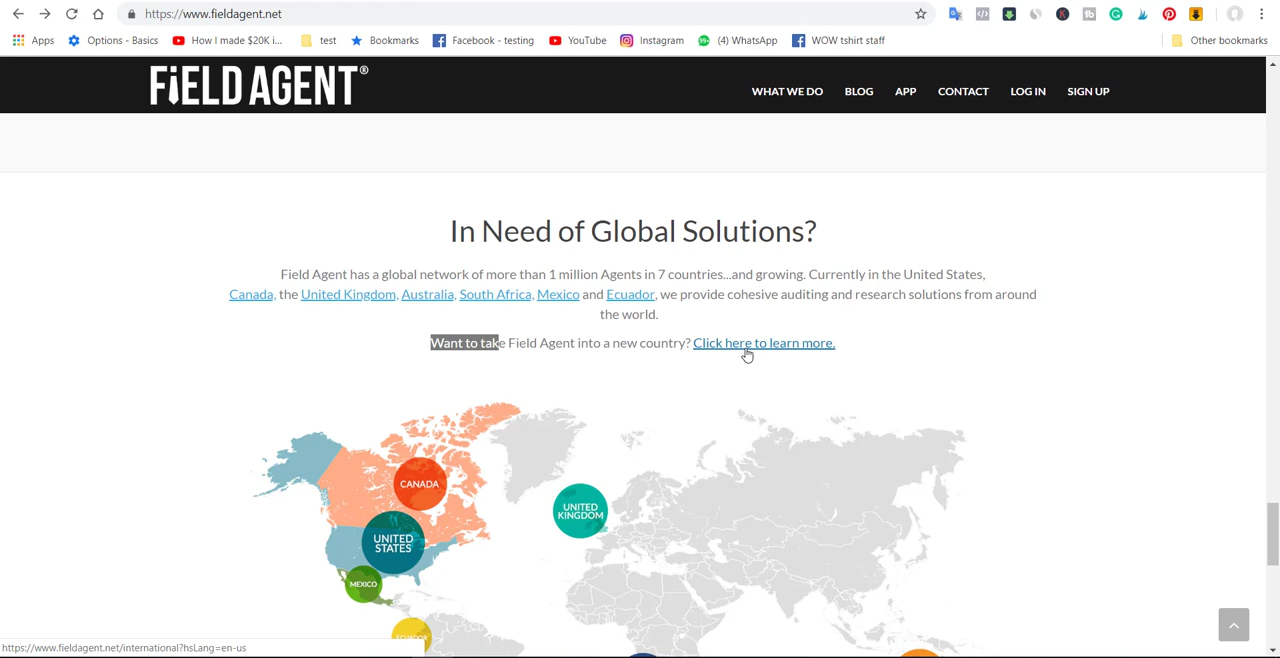 https://www.fieldagent.net
Apps Options - Basics How I made $20K i... test Bookmarks Facebook - testing YouTube Instagram (4) WhatsApp WOW tshirt staff Other bookmarks
FiELD AGENT®
WHAT WE DO BLOG APP CONTACT LOG IN SIGN UP
In Need of Global Solutions?
Field Agent has a global network of more than 1 million Agents in 7 countries...and growing. Currently in the United States,
Canada, the United Kingdom, Australia, South Africa, Mexico and Ecuador, we provide cohesive auditing and research solutions from around
the world.
Want to take Field Agent into a new country? Click here to learn more.
CANADA
UNITED
KINGDOM
UNITED
STATES
MEXICO
ECUADOR
https://www.fieldagent.net/international?hsLang=en-us